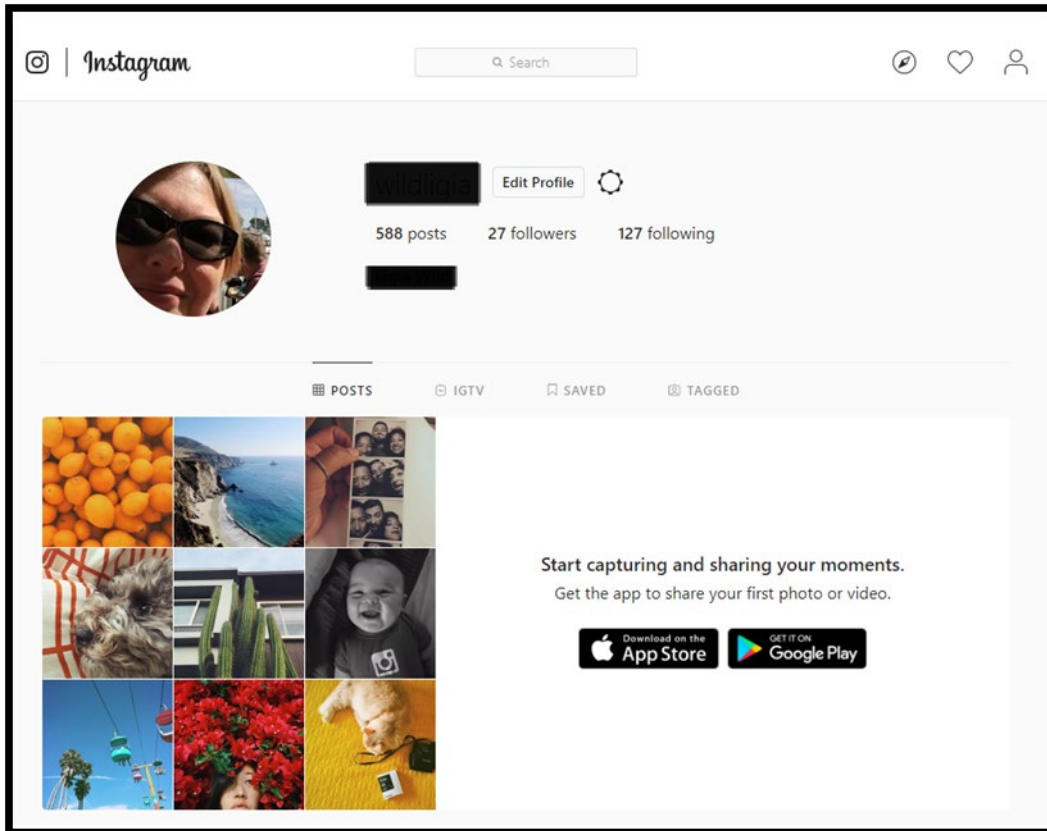 Instagram
Search
Edit Profile
588 posts 27 followers 127 following
POSTS IGTV SAVED TAGGED
Start capturing and sharing your moments.
Get the app to share your first photo or video.
Download on the App Store
GET IT ON Google Play